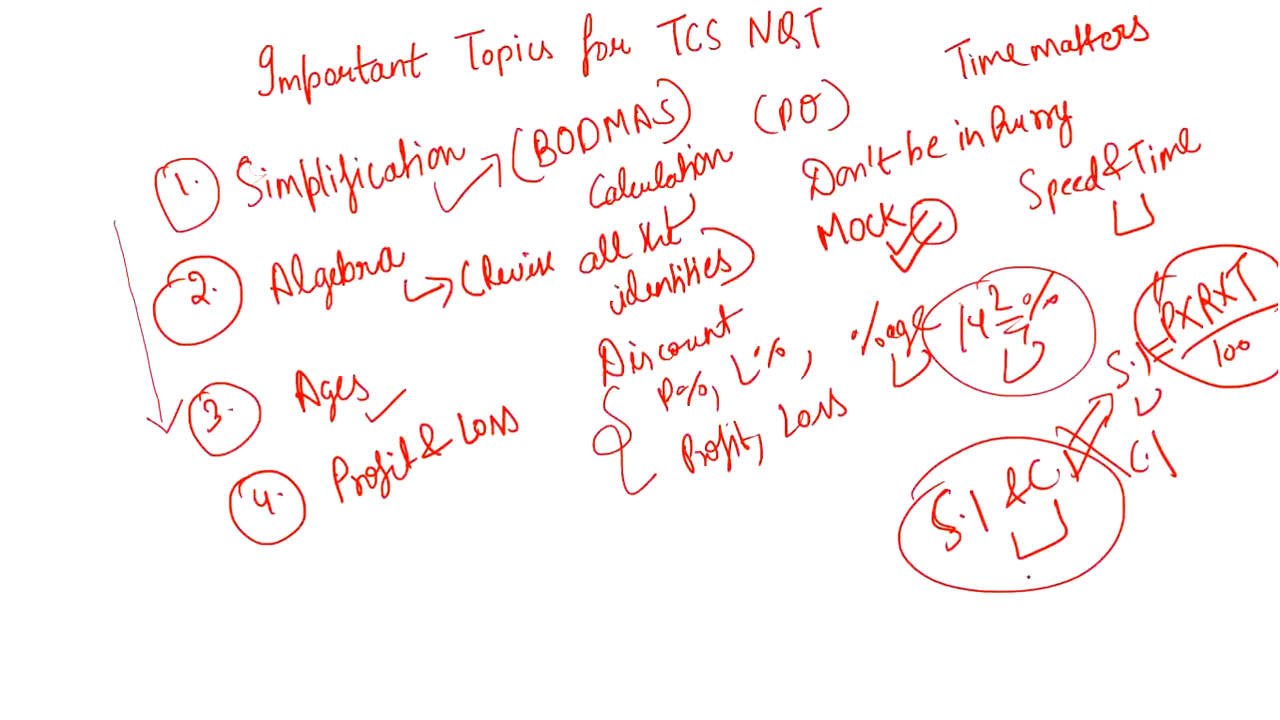 Important Topics for TCS NQT
Time matters
1. Simplification → (BODMAS)
(PO)
Calculation
Don't be in hurry
Speed & Time
Mock
2. Algebra → (Revise all the
identities)
Discount
P%, L%, %age
14 2/7 %
S.I = PXRXT/100
3. Ages
Profit, Loss
4. Profit & Loss
S.I & C.I
C.I